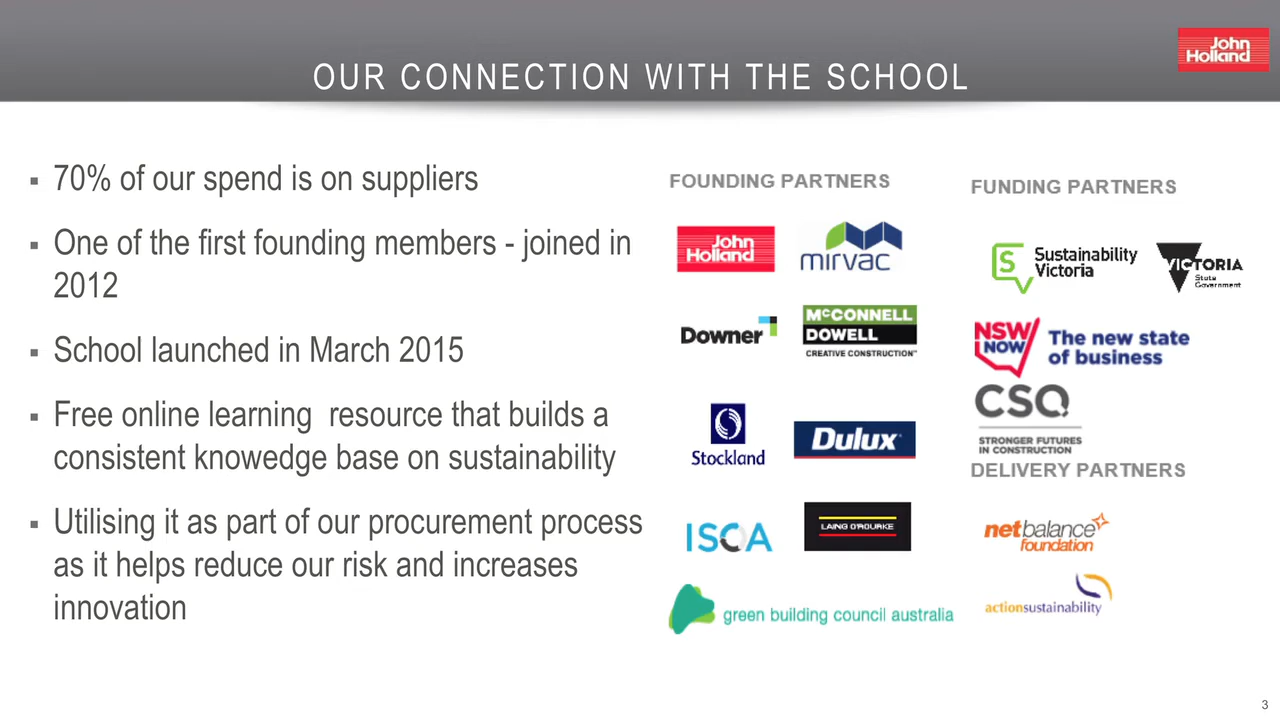 OUR CONNECTION WITH THE SCHOOL
John
Holland
▪ 70% of our spend is on suppliers
▪ One of the first founding members - joined in
2012
▪ School launched in March 2015
▪ Free online learning  resource that builds a
consistent knowedge base on sustainability
▪ Utilising it as part of our procurement process
as it helps reduce our risk and increases
innovation
FOUNDING PARTNERS
John
Holland
mirvac
Downer
McCONNELL
DOWELL
CREATIVE CONSTRUCTION™
Stockland
Dulux
ISCA
LAING O'ROURKE
green building council australia
FUNDING PARTNERS
S
Sustainability
Victoria
VICTORIA
State
Government
NSW
NOW
The new state
of business
CSQ
STRONGER FUTURES
IN CONSTRUCTION
DELIVERY PARTNERS
netbalance
foundation
actionsustainability
3